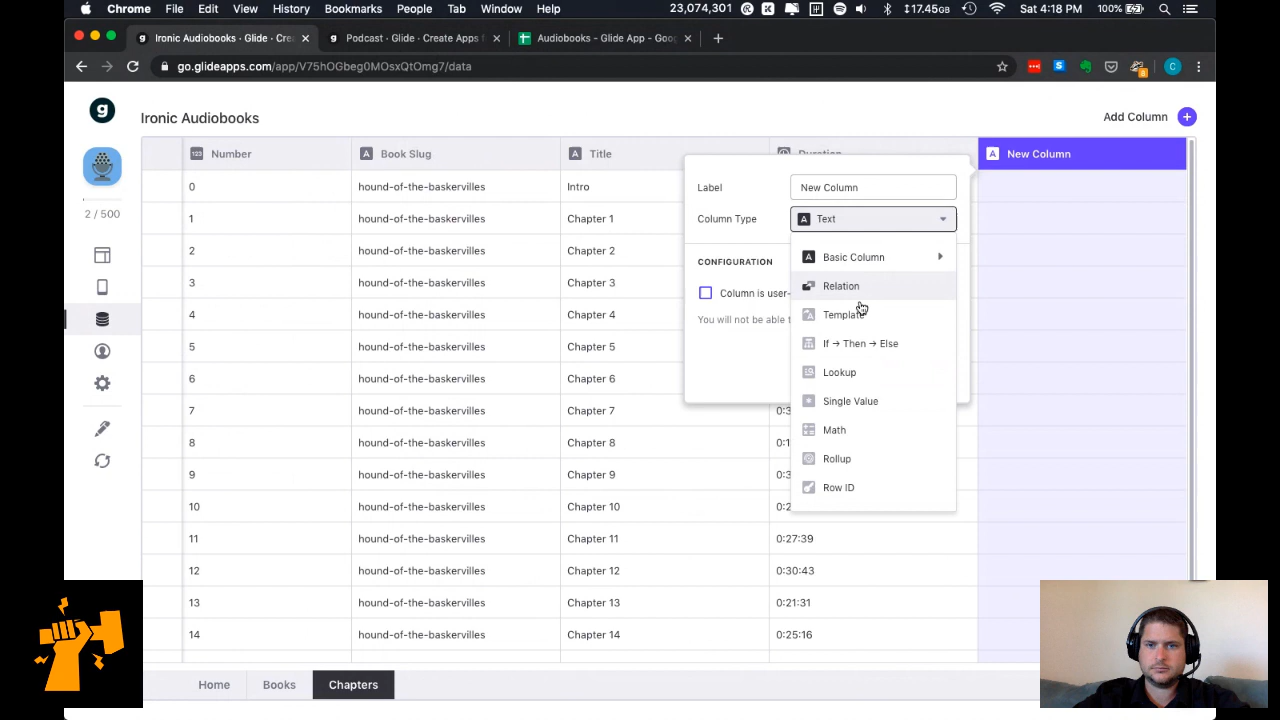 Chrome File Edit View History Bookmarks People Tab Window Help 23,074,301 $17.45G Sat 4:18 PM 100%
Ironic Audiobooks · Glide · Cre Podcast · Glide · Create Apps f Audiobooks – Glide App – Goo
go.glideapps.com/app/V75hOGbeg0MOsxQtOmg7/data
Ironic Audiobooks Add Column
Number Book Slug Title Duration New Column
2 / 500
0 hound-of-the-baskervilles Intro
1 hound-of-the-baskervilles Chapter 1
2 hound-of-the-baskervilles Chapter 2
3 hound-of-the-baskervilles Chapter 3
4 hound-of-the-baskervilles Chapter 4
5 hound-of-the-baskervilles Chapter 5
6 hound-of-the-baskervilles Chapter 6
7 hound-of-the-baskervilles Chapter 7 0:3
8 hound-of-the-baskervilles Chapter 8 0:1
9 hound-of-the-baskervilles Chapter 9 0:3
10 hound-of-the-baskervilles Chapter 10 0:2
11 hound-of-the-baskervilles Chapter 11 0:27:39
12 hound-of-the-baskervilles Chapter 12 0:30:43
13 hound-of-the-baskervilles Chapter 13 0:21:31
14 hound-of-the-baskervilles Chapter 14 0:25:16
Label New Column
Column Type Text
CONFIGURATION
Column is user-
You will not be able t
Basic Column
Relation
Template
If → Then → Else
Lookup
Single Value
Math
Rollup
Row ID
Home Books Chapters